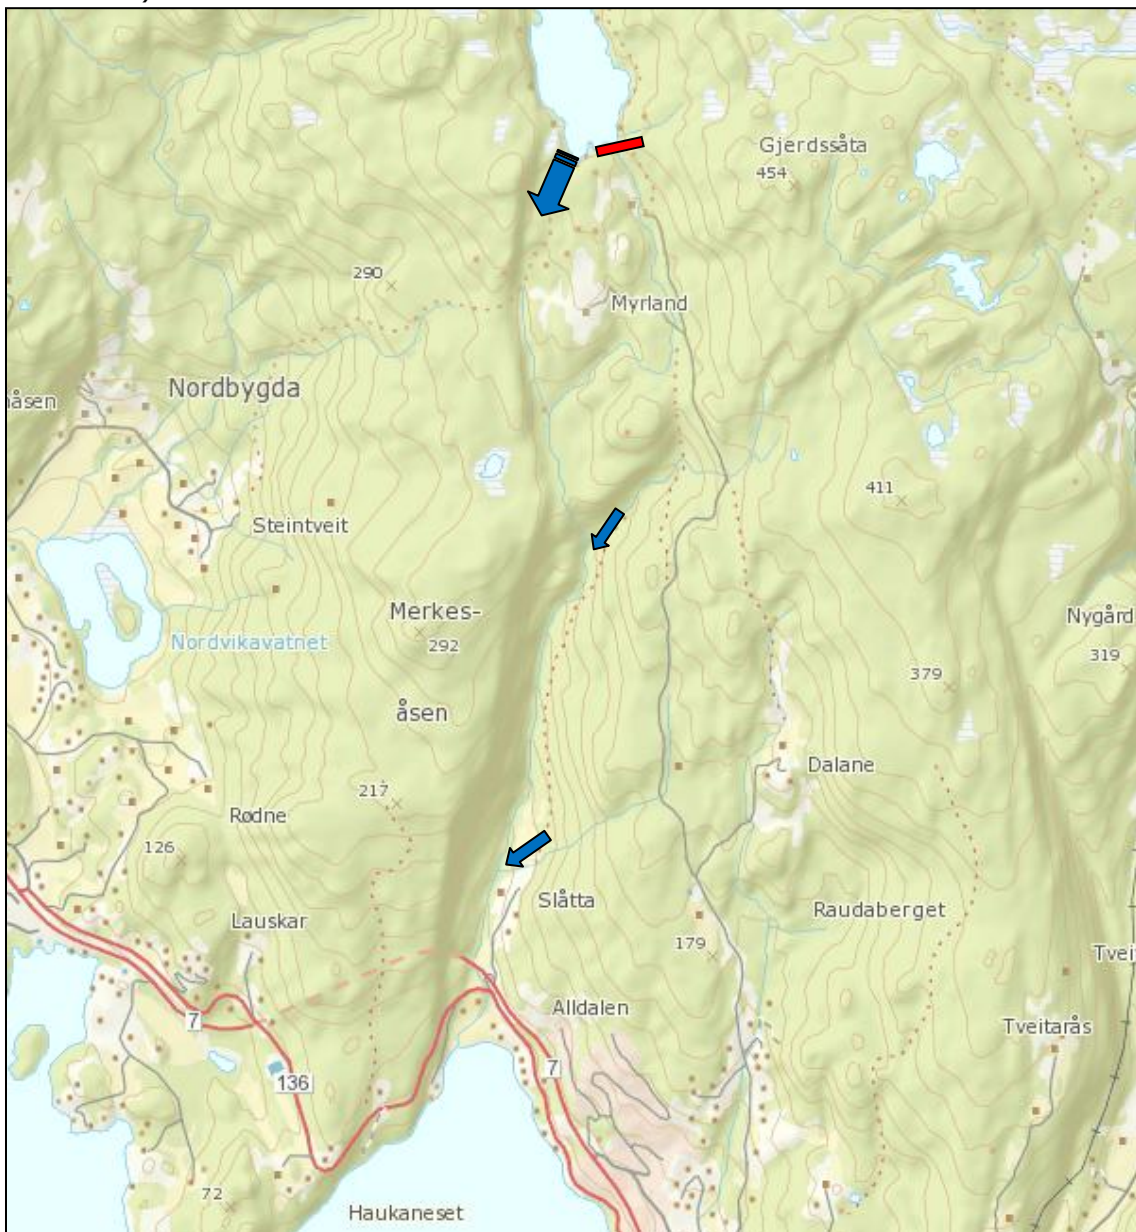 Gjerdssåta
454
290
Myrland
Nordbygda
åsen
411
Steintveit
Merkes-
292
åsen
Nordvikavatnet
Nygård
319
379
Dalane
217
Rødne
126
Slåtta
Lauskar
Raudaberget
179
Alldalen
7
7
136
Tveitarås
72
Haukaneset